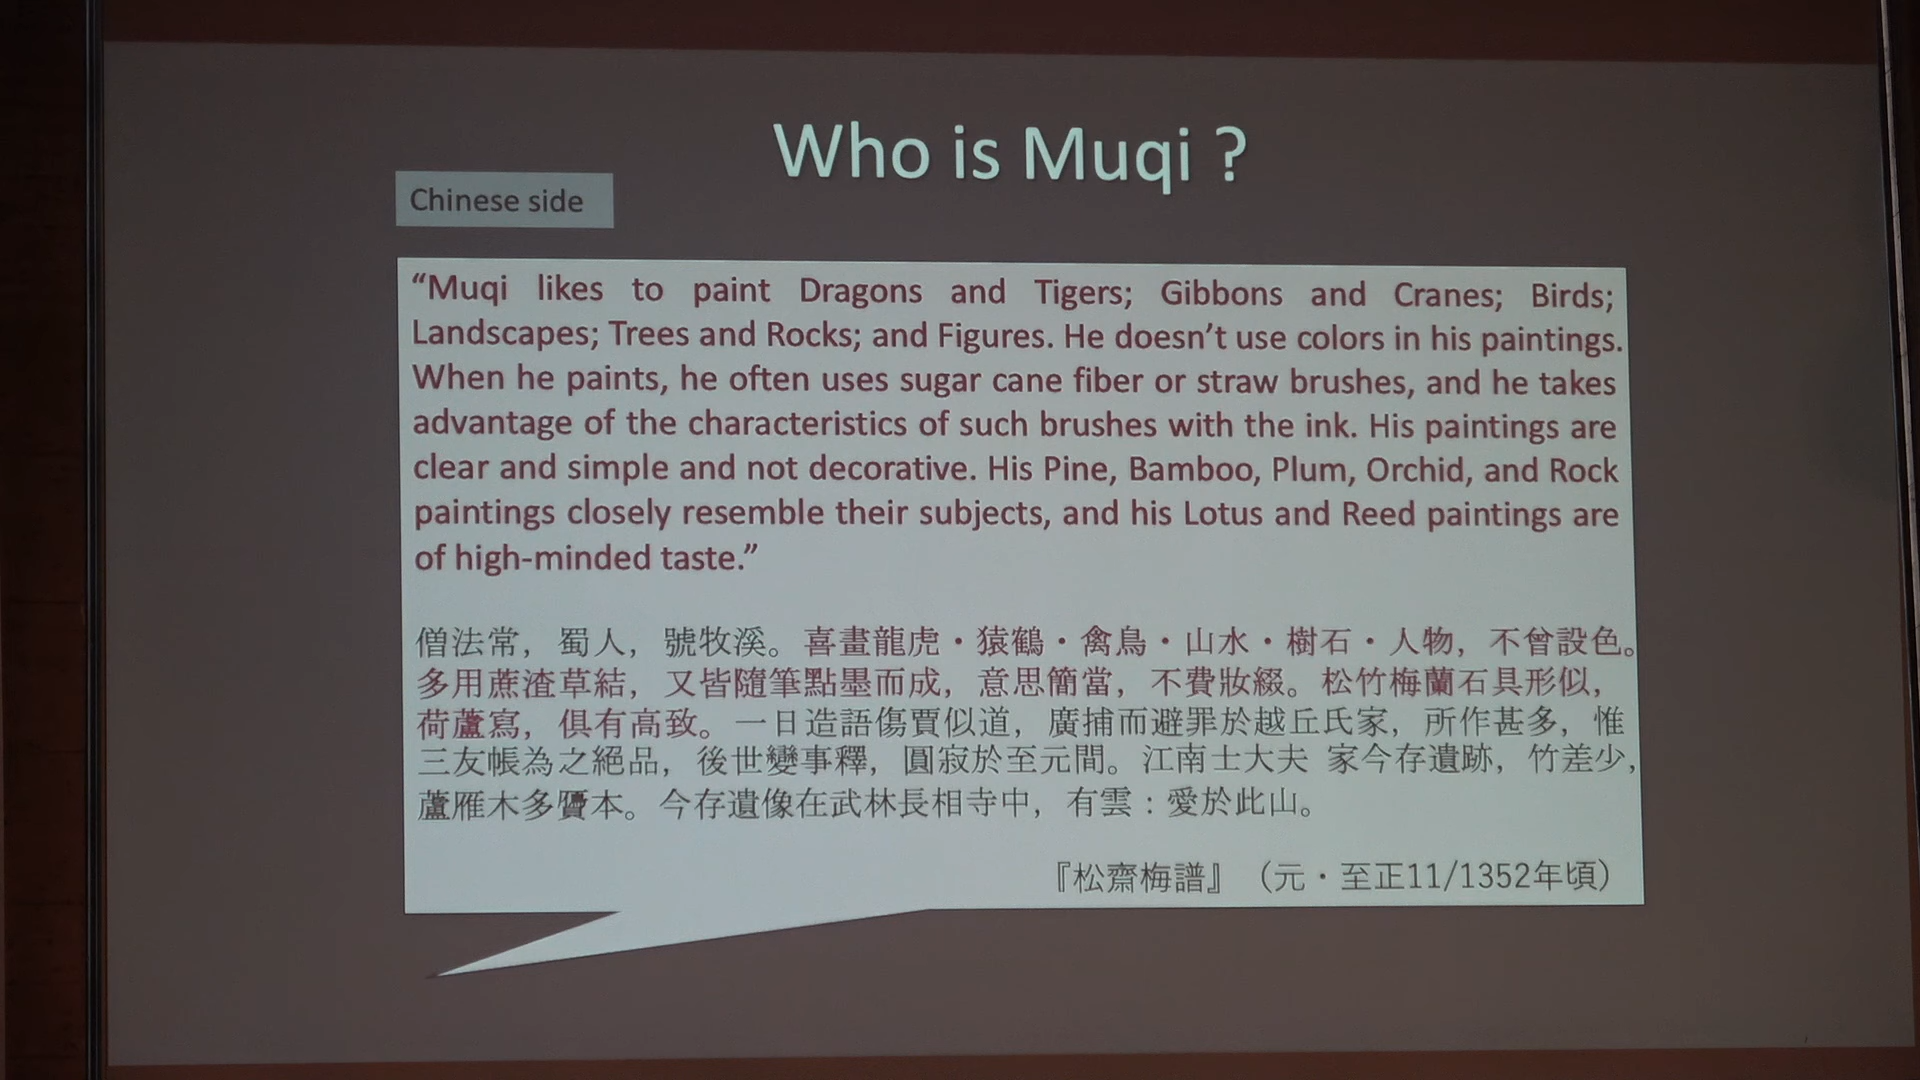 Who is Muqi ?
Chinese side
“Muqi likes to paint Dragons and Tigers; Gibbons and Cranes; Birds;
Landscapes; Trees and Rocks; and Figures. He doesn’t use colors in his paintings.
When he paints, he often uses sugar cane fiber or straw brushes, and he takes
advantage of the characteristics of such brushes with the ink. His paintings are
clear and simple and not decorative. His Pine, Bamboo, Plum, Orchid, and Rock
paintings closely resemble their subjects, and his Lotus and Reed paintings are
of high-minded taste.”
僧法常，蜀人，號牧溪。喜畫龍虎・猿鶴・禽鳥・山水・樹石・人物，不曾設色。
多用蔗渣草結，又皆隨筆點墨而成，意思簡當，不費妝綴。松竹梅蘭石具形似，
荷蘆寫，俱有高致。一日造語傷賈似道，廣捕而避罪於越丘氏家，所作甚多，惟
三友帳為之絕品，後世變事釋，圓寂於至元間。江南士大夫 家今存遺跡，竹差少，
蘆雁木多贗本。今存遺像在武林長相寺中，有雲：愛於此山。
『松齋梅譜』（元・至正11/1352年頃）